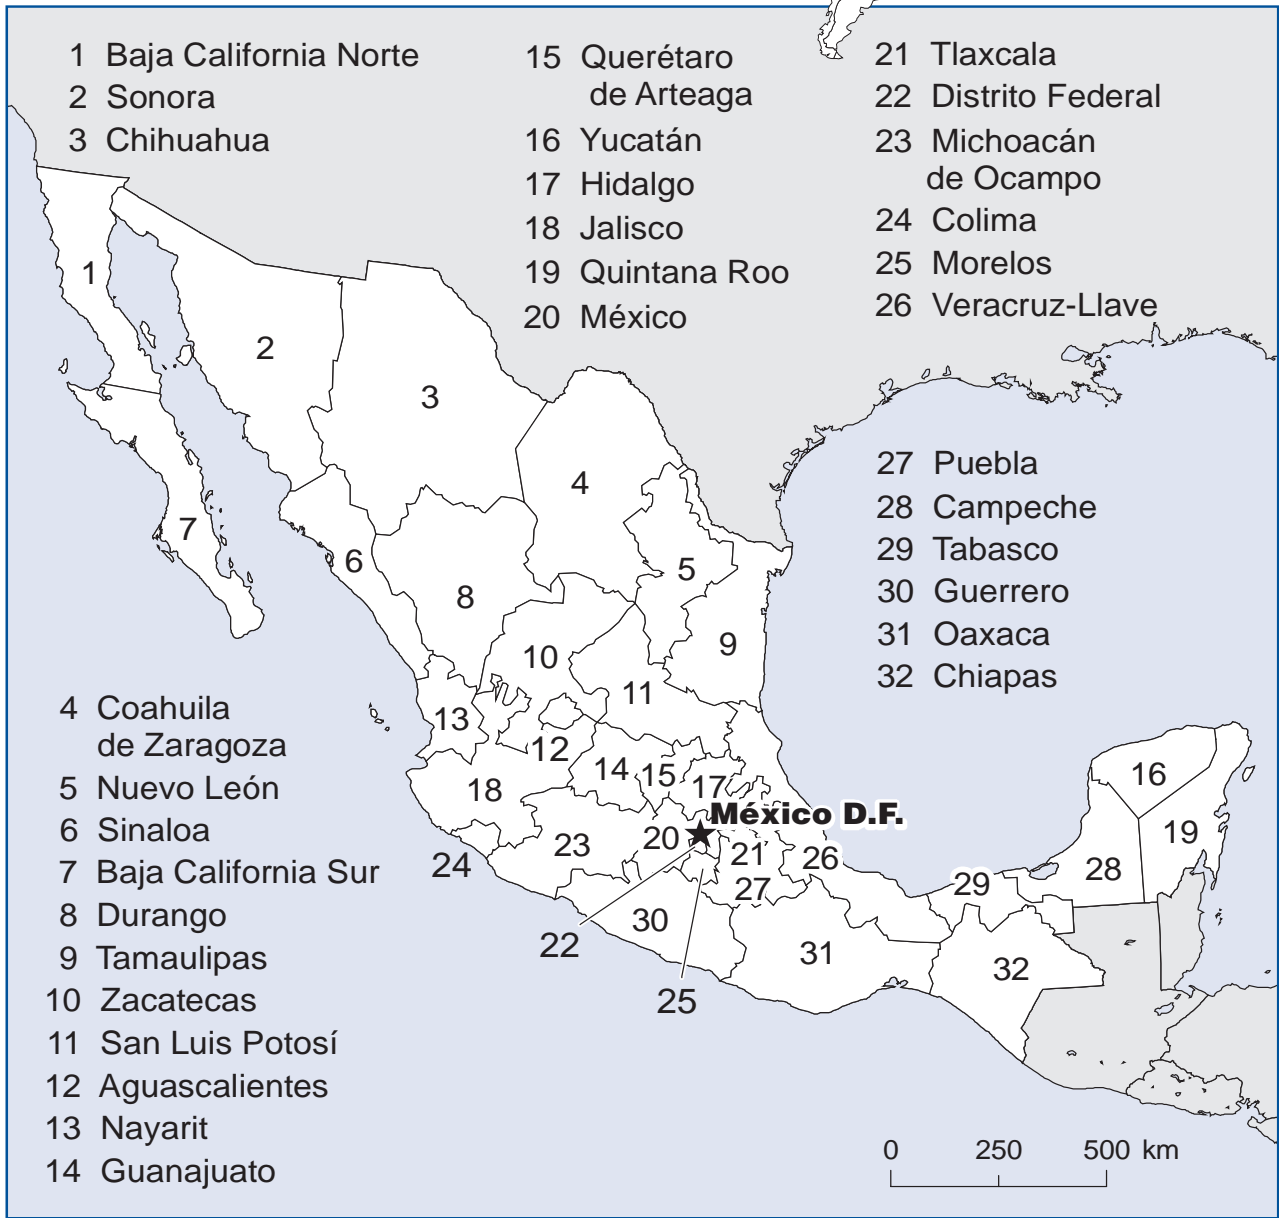 1 Baja California Norte
2 Sonora
3 Chihuahua
15 Querétaro
de Arteaga
16 Yucatán
17 Hidalgo
18 Jalisco
19 Quintana Roo
20 México
21 Tlaxcala
22 Distrito Federal
23 Michoacán
de Ocampo
24 Colima
25 Morelos
26 Veracruz-Llave
27 Puebla
28 Campeche
29 Tabasco
30 Guerrero
31 Oaxaca
32 Chiapas
4 Coahuila
de Zaragoza
5 Nuevo León
6 Sinaloa
7 Baja California Sur
8 Durango
9 Tamaulipas
10 Zacatecas
11 San Luis Potosí
12 Aguascalientes
13 Nayarit
14 Guanajuato
1
2
3
4
5
6
7
8
9
10
11
13
12
14
15
17
18
16
19
México D.F.
20
23
21
26
24
27
28
29
30
22
31
32
25
0 250 500 km